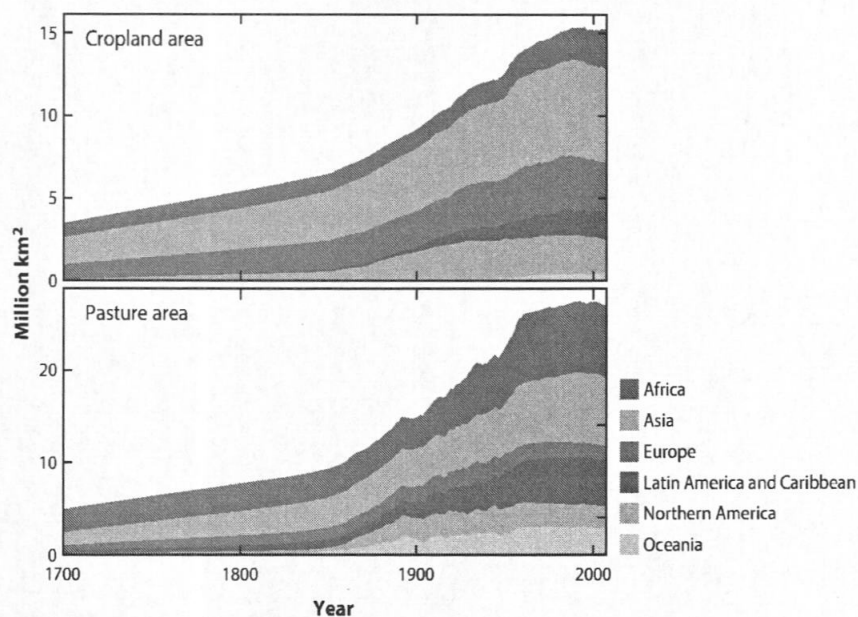 Cropland area
15
10
5
0
Million km²
Pasture area
20
10
0
1700
1800
1900
2000
Year
Africa
Asia
Europe
Latin America and Caribbean
Northern America
Oceania